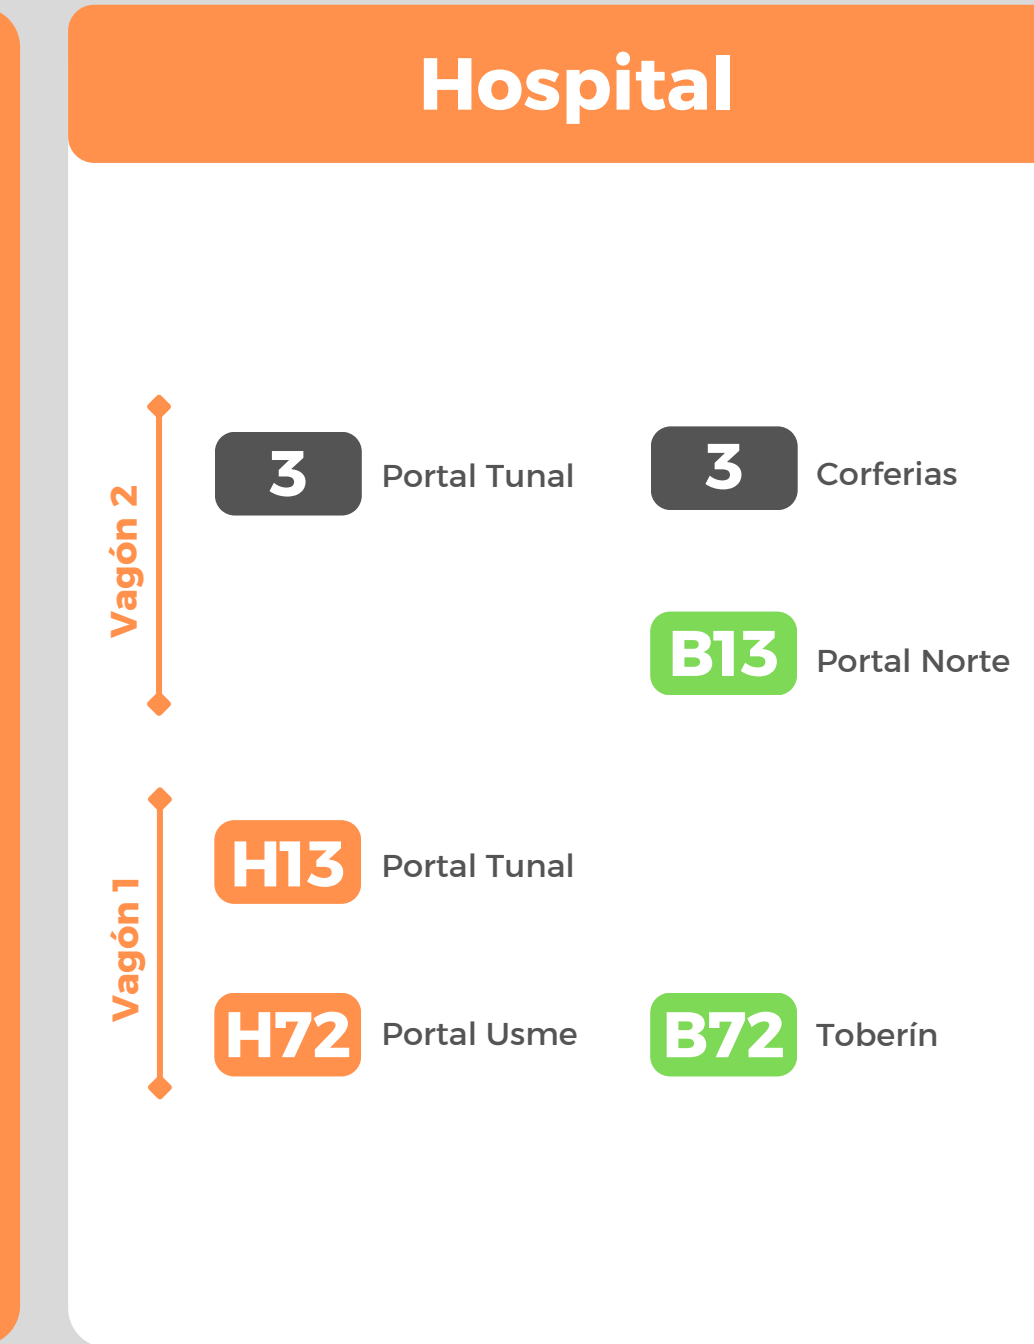 Hospital
Vagón 2
3 Portal Tunal
3 Corferias
B13 Portal Norte
Vagón 1
H13 Portal Tunal
H72 Portal Usme
B72 Toberín